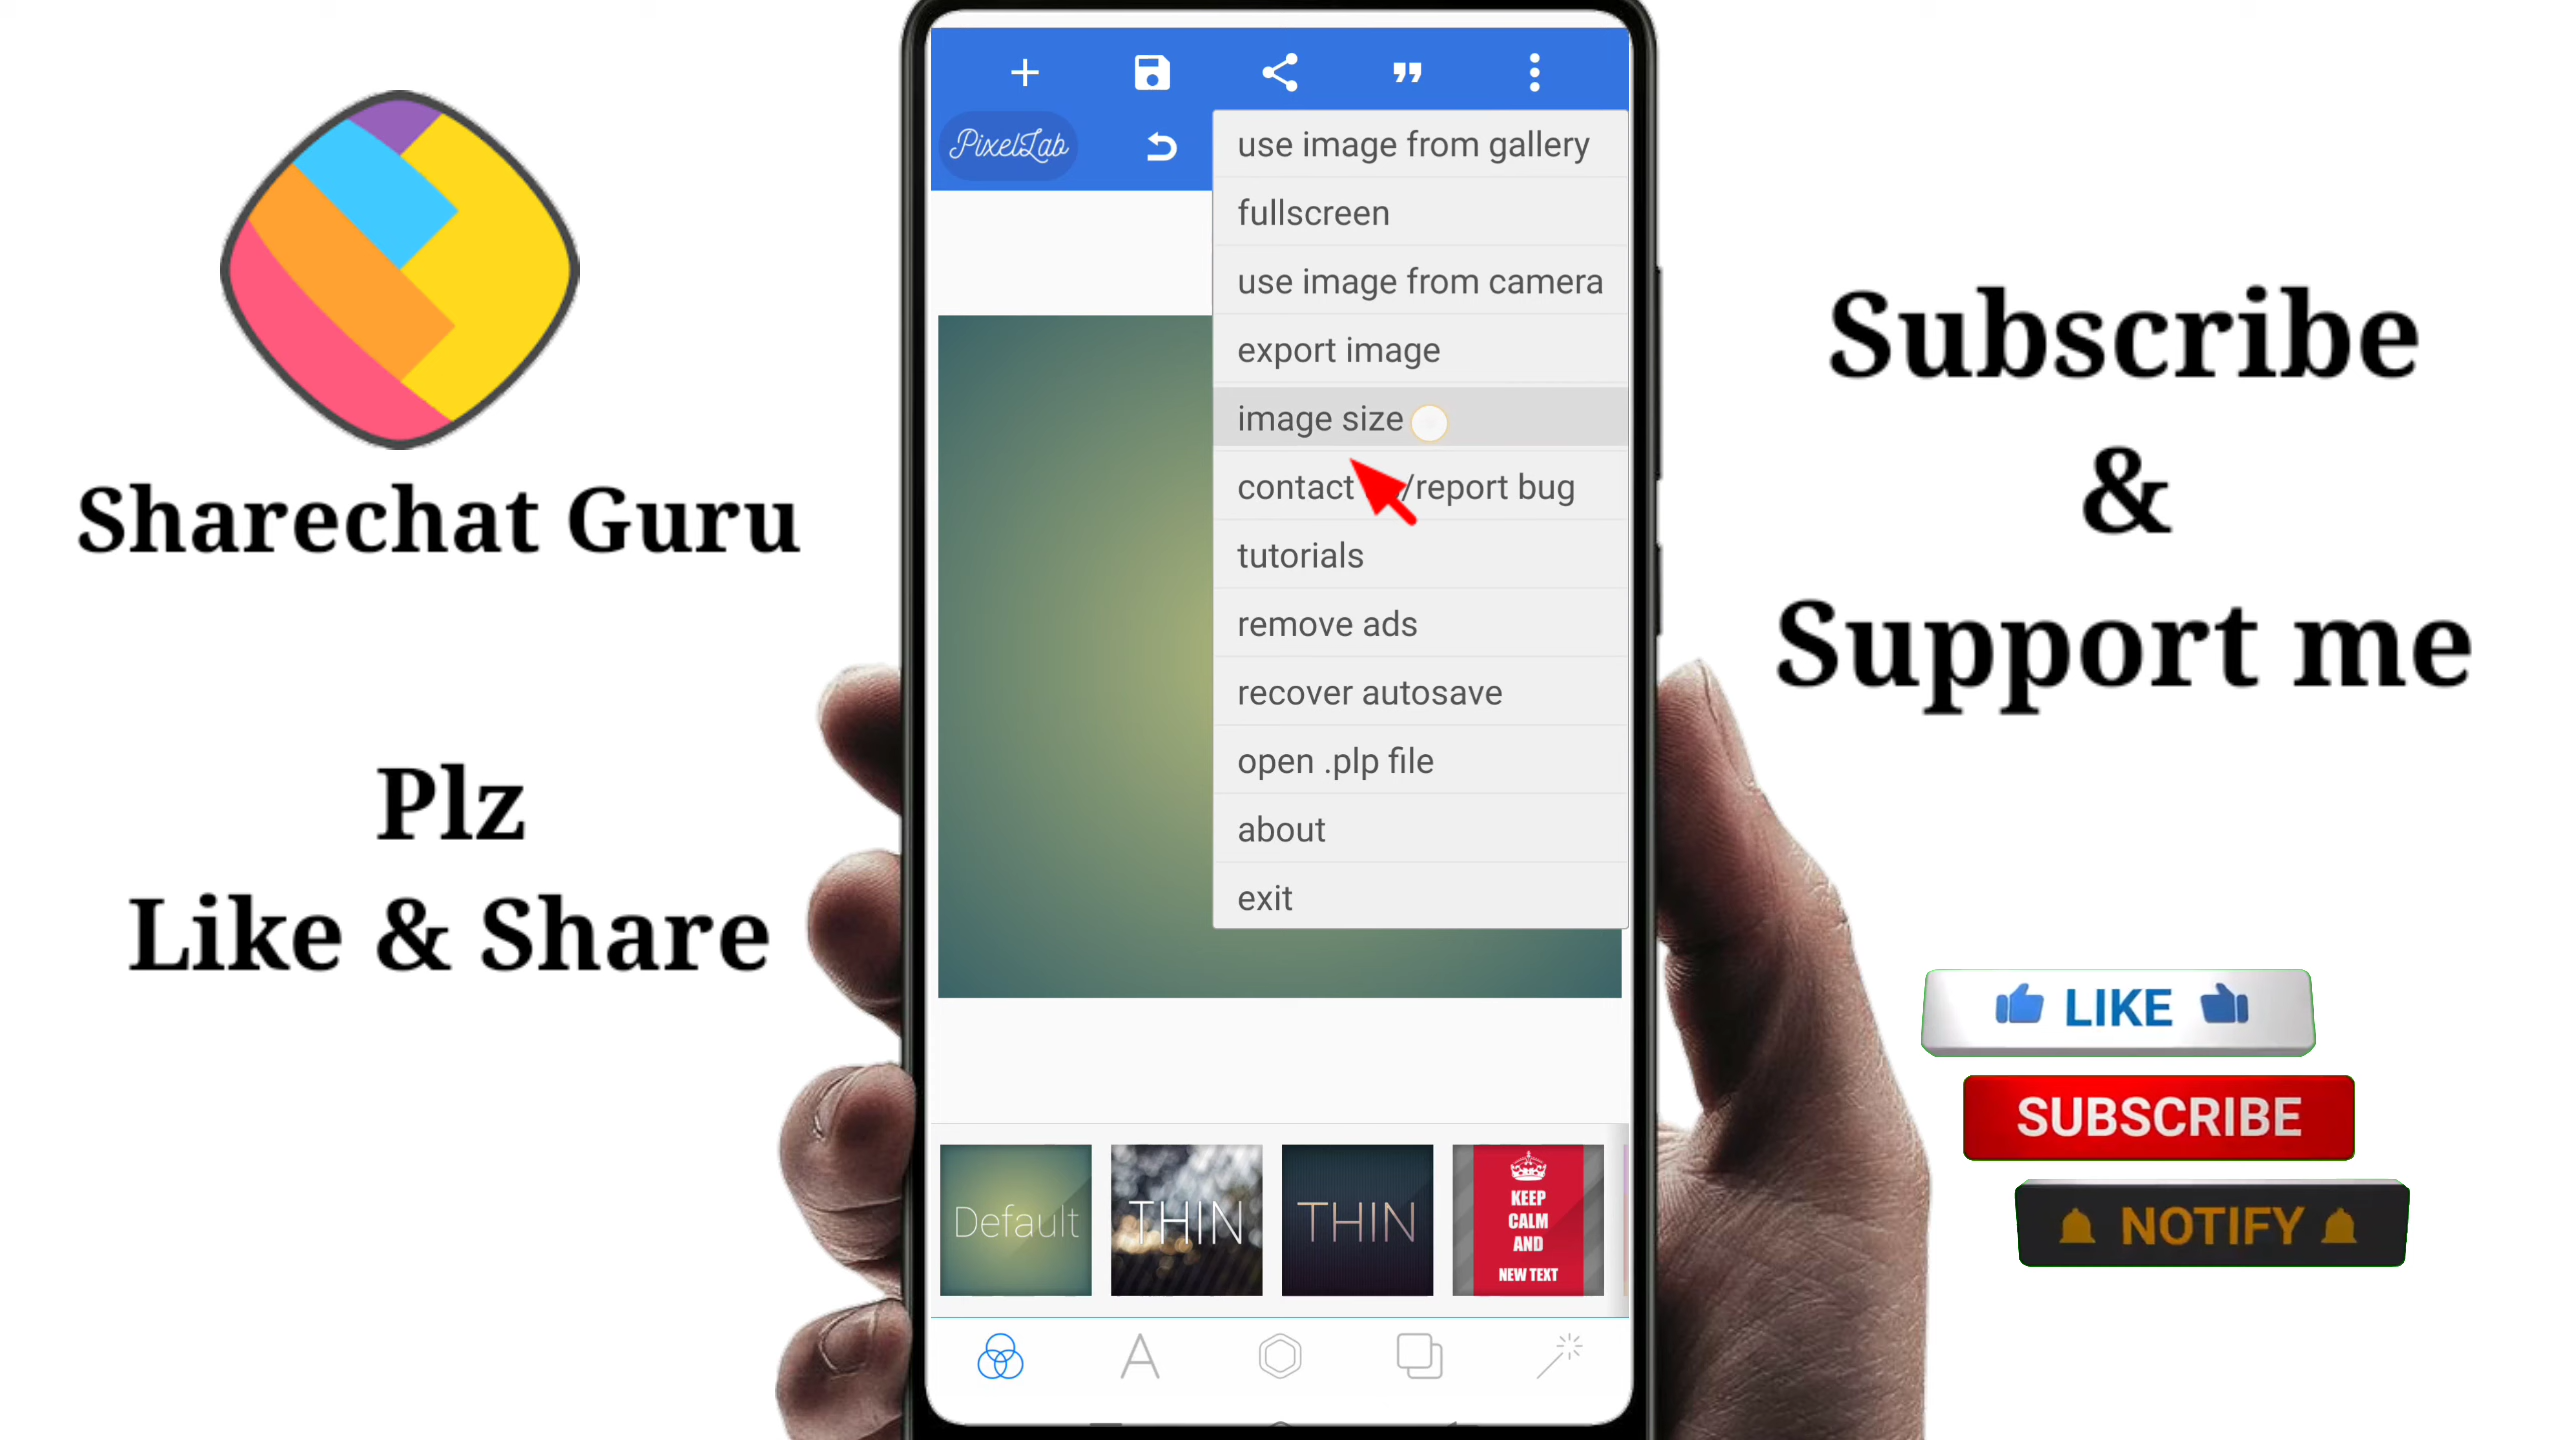 Sharechat Guru
Plz
Like & Share
PixelLab
use image from gallery
fullscreen
use image from camera
export image
image size
contact /report bug
tutorials
remove ads
recover autosave
open .plp file
about
exit
Default
THIN
THIN
KEEP
CALM
AND
NEW TEXT
A
Subscribe
&
Support me
LIKE
SUBSCRIBE
NOTIFY